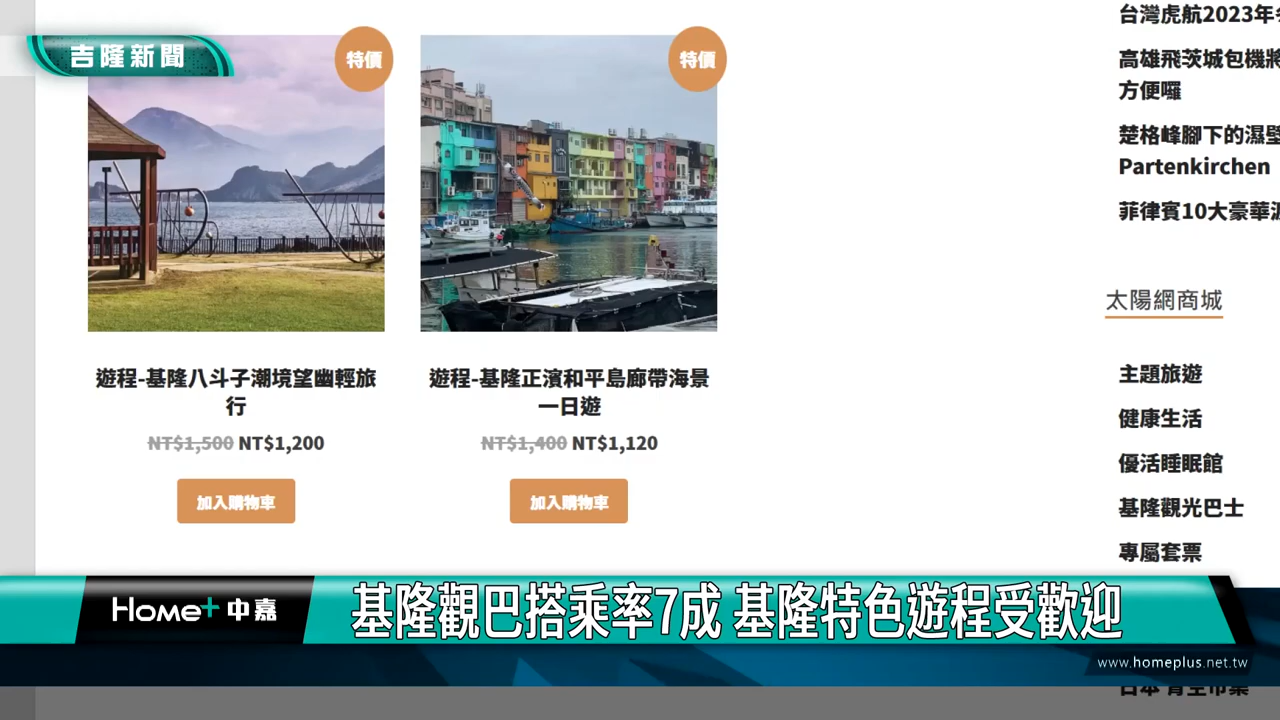 吉隆新聞
特價
特價
遊程-基隆八斗子潮境望幽輕旅
行
NT$1,500 NT$1,200
加入購物車
遊程-基隆正濱和平島廊帶海景
一日遊
NT$1,400 NT$1,120
加入購物車
台灣虎航2023年
高雄飛茨城包機將
方便囉
楚格峰腳下的濕壁
Partenkirchen
菲律賓10大豪華
太陽網商城
主題旅遊
健康生活
優活睡眠館
基隆觀光巴士
專屬套票
Home+中嘉
基隆觀巴搭乘率7成 基隆特色遊程受歡迎
www.homeplus.net.tw